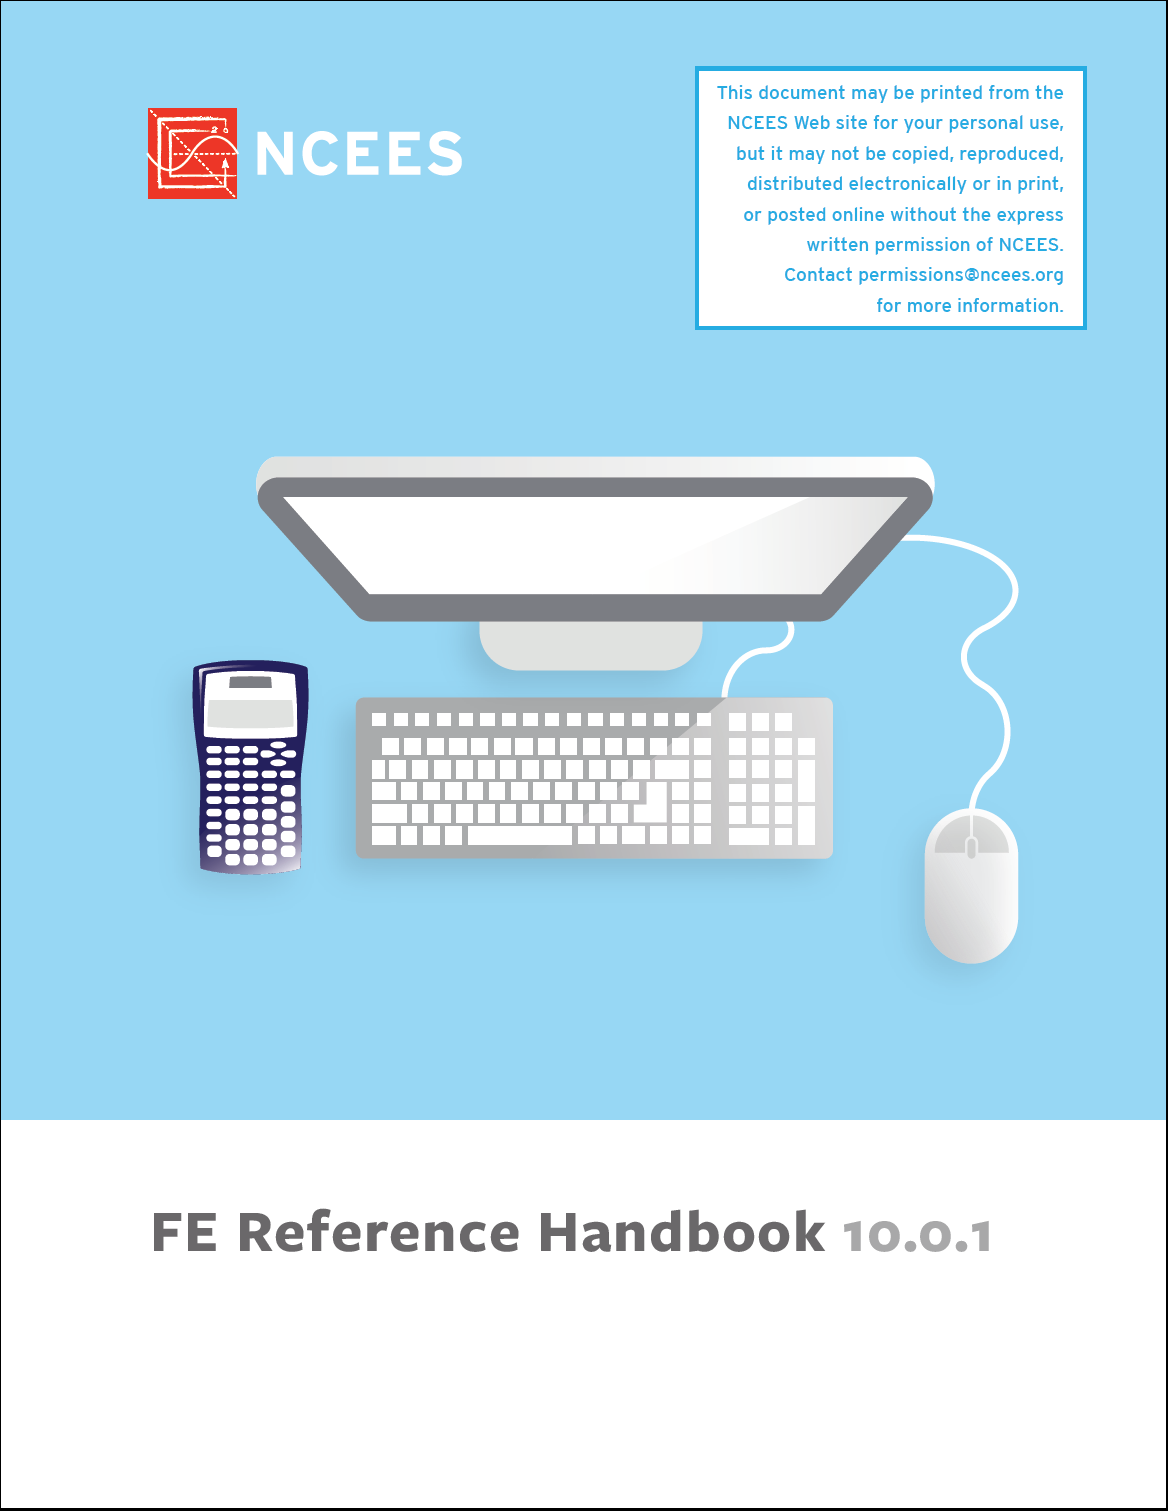 NCEES
This document may be printed from the
NCEES Web site for your personal use,
but it may not be copied, reproduced,
distributed electronically or in print,
or posted online without the express
written permission of NCEES.
Contact permissions@ncees.org
for more information.
FE Reference Handbook 10.0.1